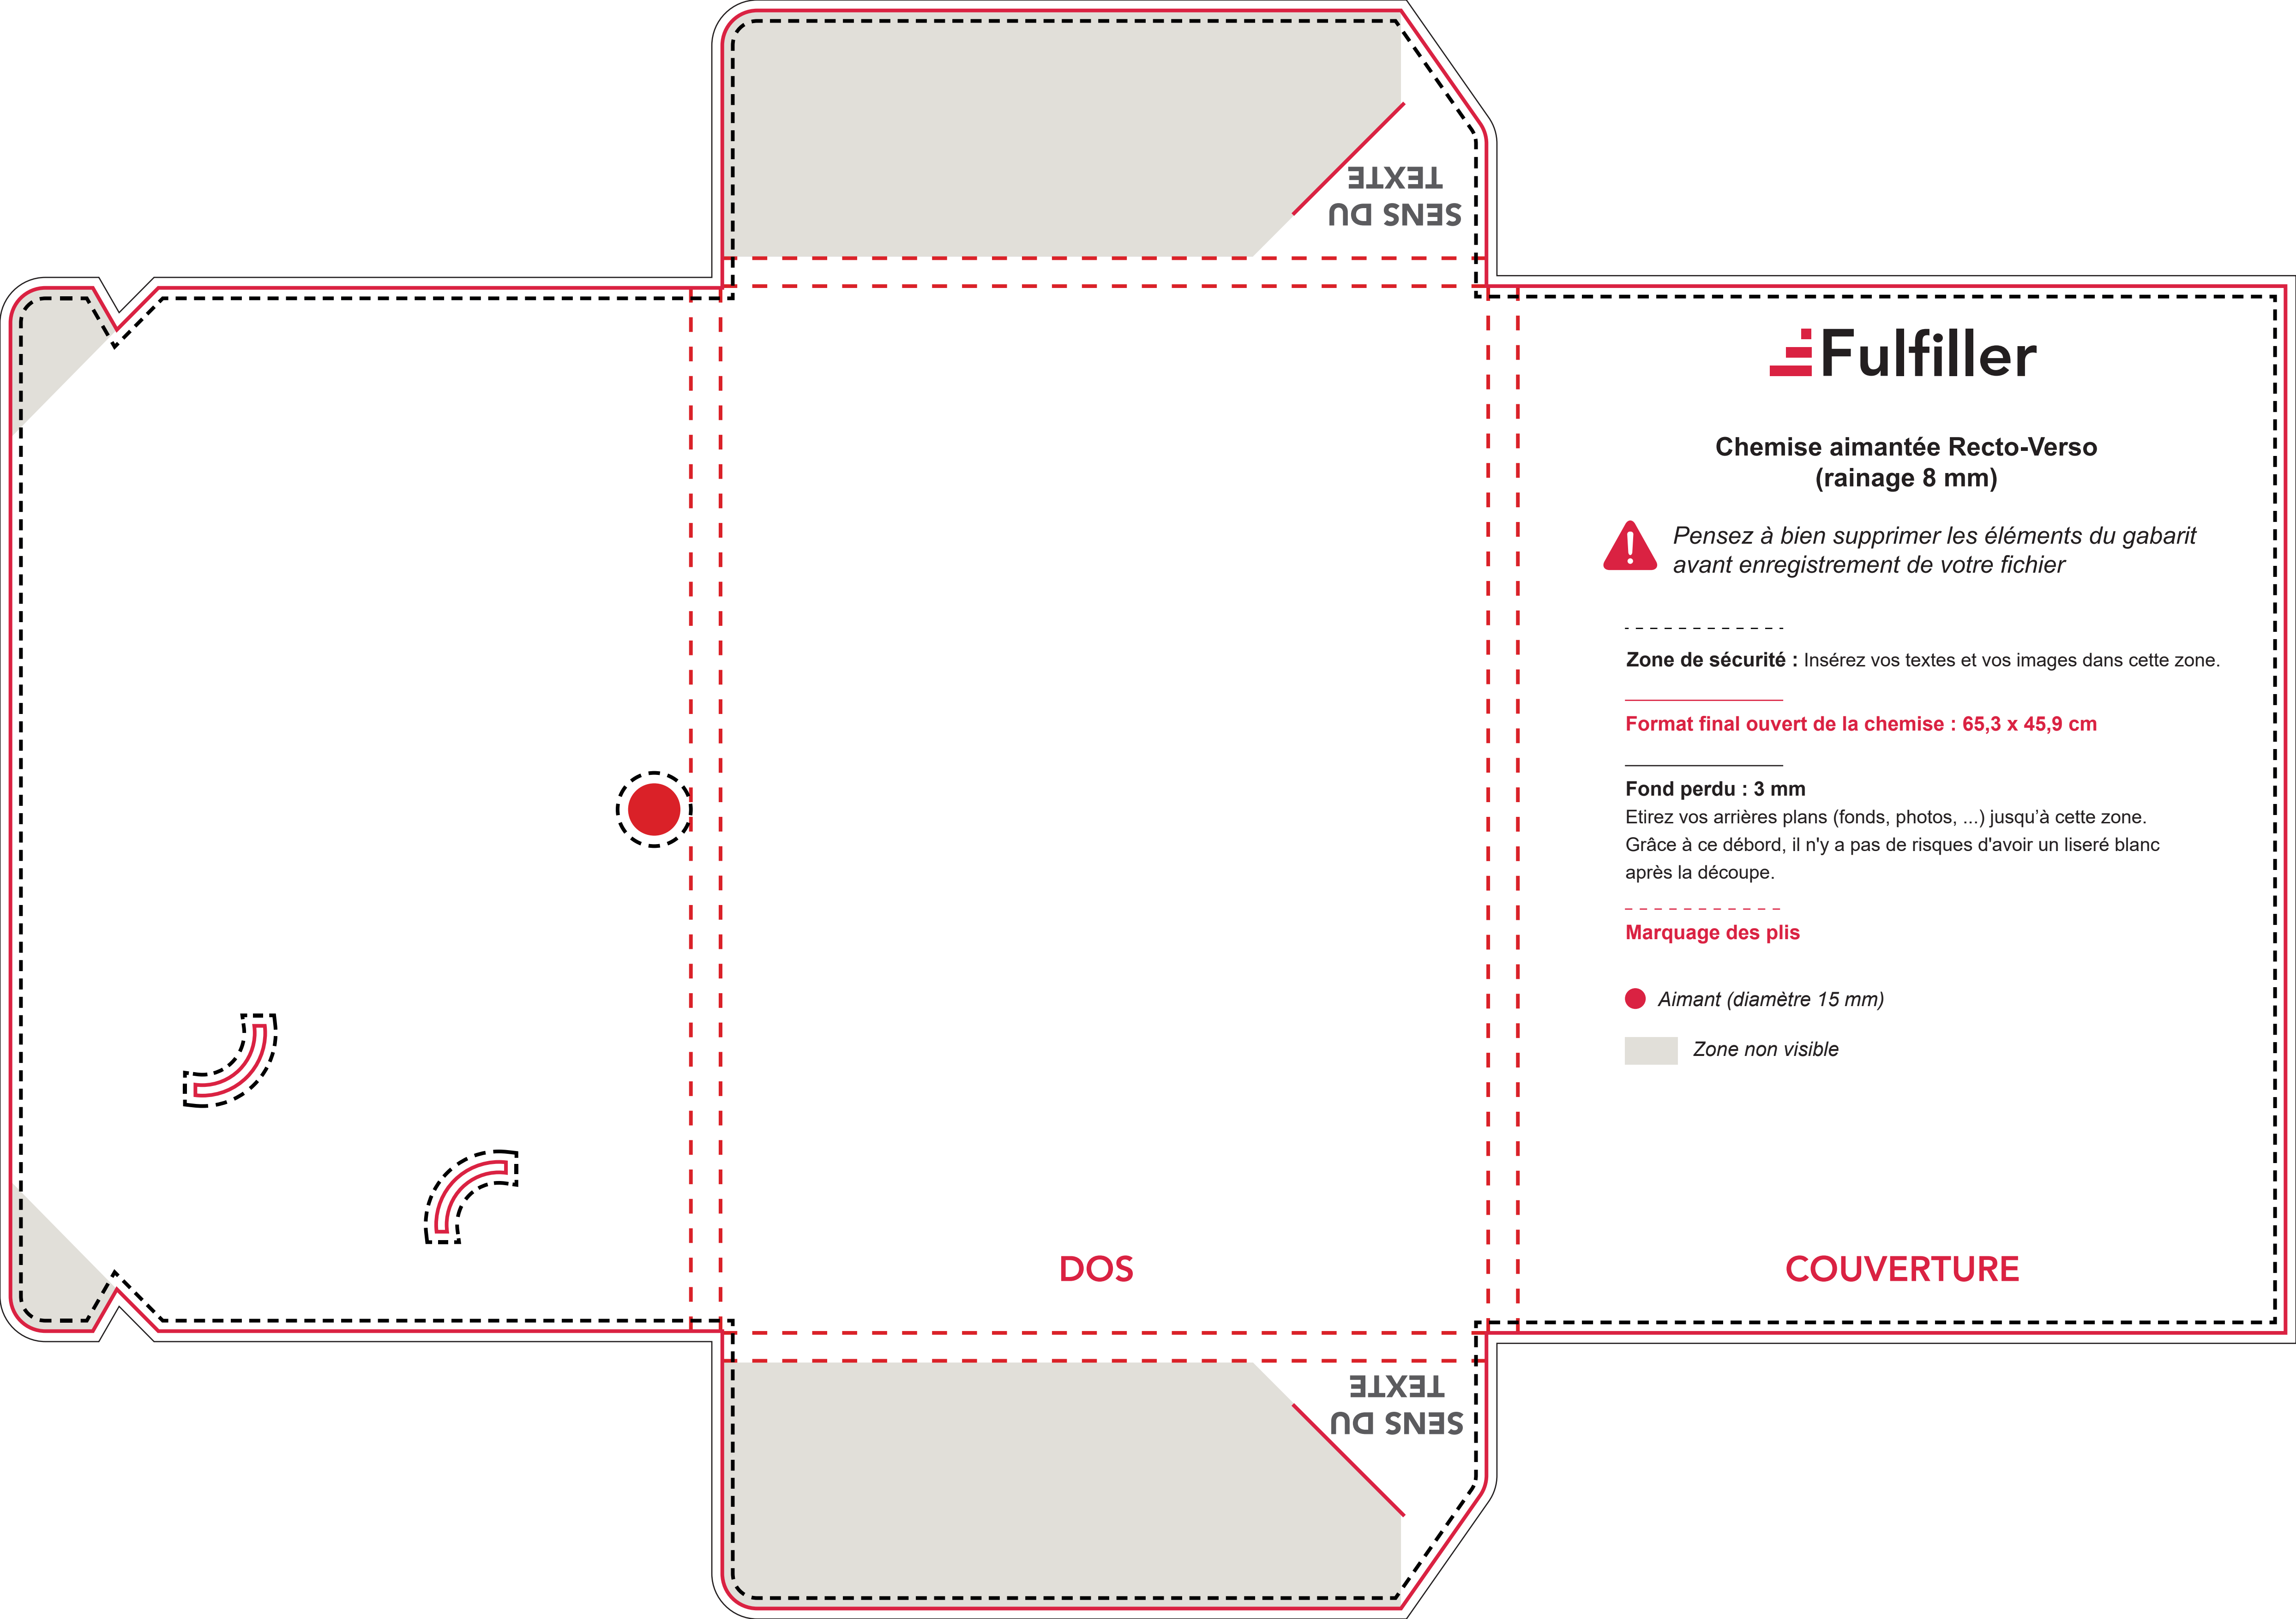 SENS DU
TEXTE
Fulfiller
Chemise aimantée Recto-Verso
(rainage 8 mm)
Pensez à bien supprimer les éléments du gabarit
avant enregistrement de votre fichier
Zone de sécurité : Insérez vos textes et vos images dans cette zone.
Format final ouvert de la chemise : 65,3 x 45,9 cm
Fond perdu : 3 mm
Etirez vos arrières plans (fonds, photos, ...) jusqu’à cette zone.
Grâce à ce débord, il n'y a pas de risques d'avoir un liseré blanc
après la découpe.
Marquage des plis
Aimant (diamètre 15 mm)
Zone non visible
DOS
COUVERTURE
SENS DU
TEXTE